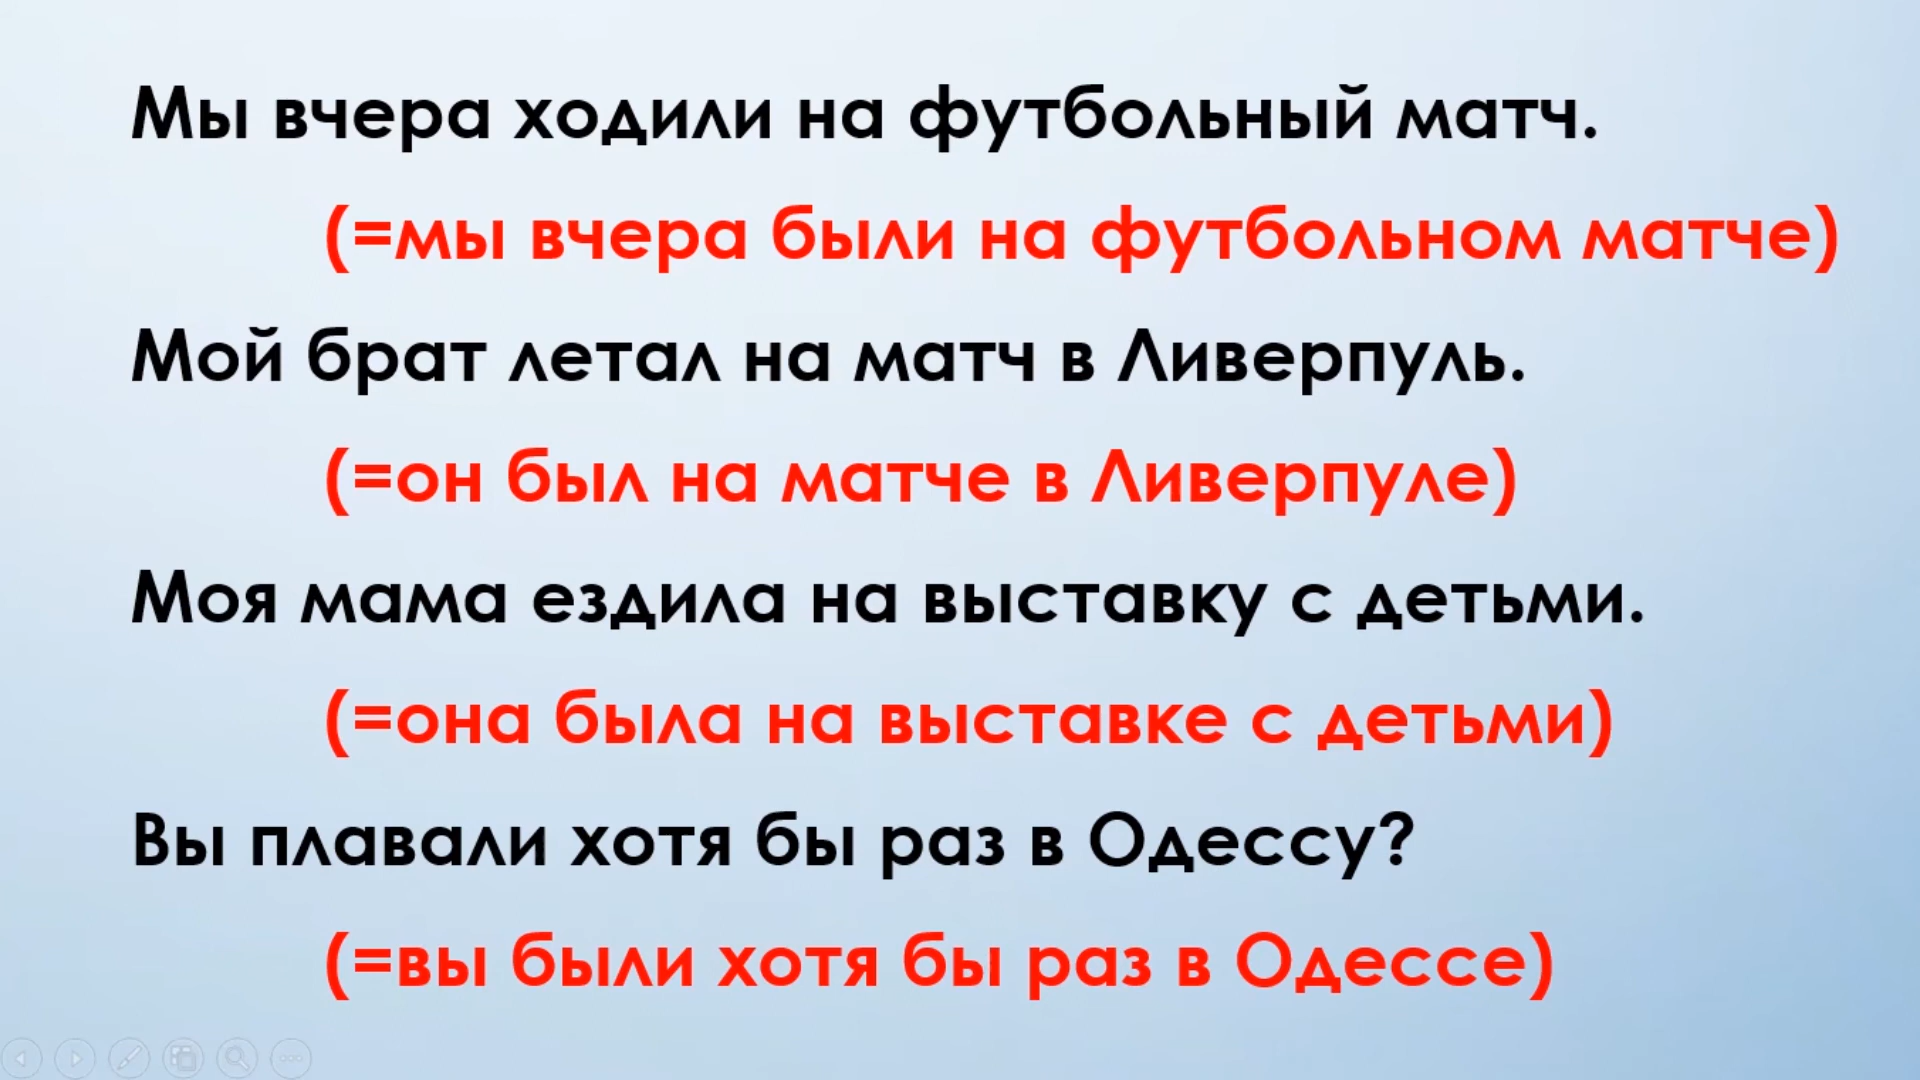 Мы вчера ходили на футбольный матч.
(=мы вчера были на футбольном матче)
Мой брат летал на матч в Ливерпуль.
(=он был на матче в Ливерпуле)
Моя мама ездила на выставку с детьми.
(=она была на выставке с детьми)
Вы плавали хотя бы раз в Одессу?
(=вы были хотя бы раз в Одессе)